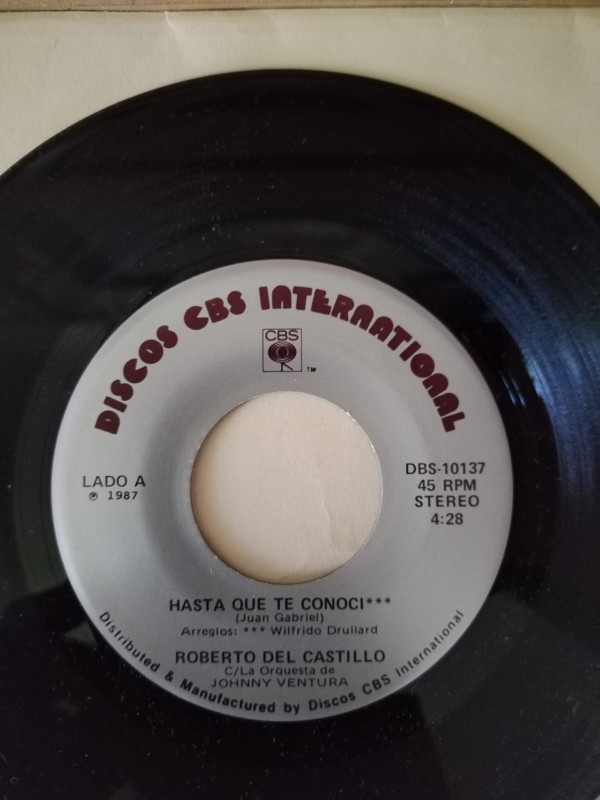 DISCOS CBS INTERNATIONAL
CBS
TM
LADO A
℗ 1987
DBS-10137
45 RPM
STEREO
4:28
HASTA QUE TE CONOCI***
(Juan Gabriel)
Arreglos: *** Wilfrido Drullard
ROBERTO DEL CASTILLO
C/La Orquesta de
JOHNNY VENTURA
Distributed & Manufactured by Discos CBS International